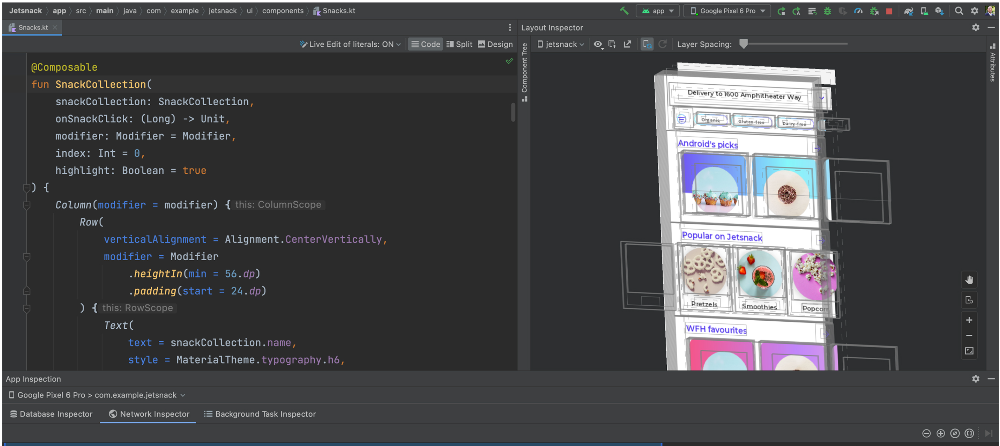 Jetsnack app src main java com example jetsnack ui components Snacks.kt
app Google Pixel 6 Pro
Snacks.kt
Layout Inspector
Live Edit of literals: ON Code Split Design
jetsnack Layer Spacing:
Component Tree
Attributes
@Composable
fun SnackCollection(
snackCollection: SnackCollection,
onSnackClick: (Long) -> Unit,
modifier: Modifier = Modifier,
index: Int = 0,
highlight: Boolean = true
) {
Column(modifier = modifier) { this: ColumnScope
Row(
verticalAlignment = Alignment.CenterVertically,
modifier = Modifier
.heightIn(min = 56.dp)
.padding(start = 24.dp)
) { this: RowScope
Text(
text = snackCollection.name,
style = MaterialTheme.typography.h6,
Delivery to 1600 Amphitheater Way
Organic Gluten-free Dairy-free
Android's picks
Popular on Jetsnack
Pretzels Smoothies Popcorn
WFH favourites
App Inspection
Google Pixel 6 Pro > com.example.jetsnack
Database Inspector Network Inspector Background Task Inspector